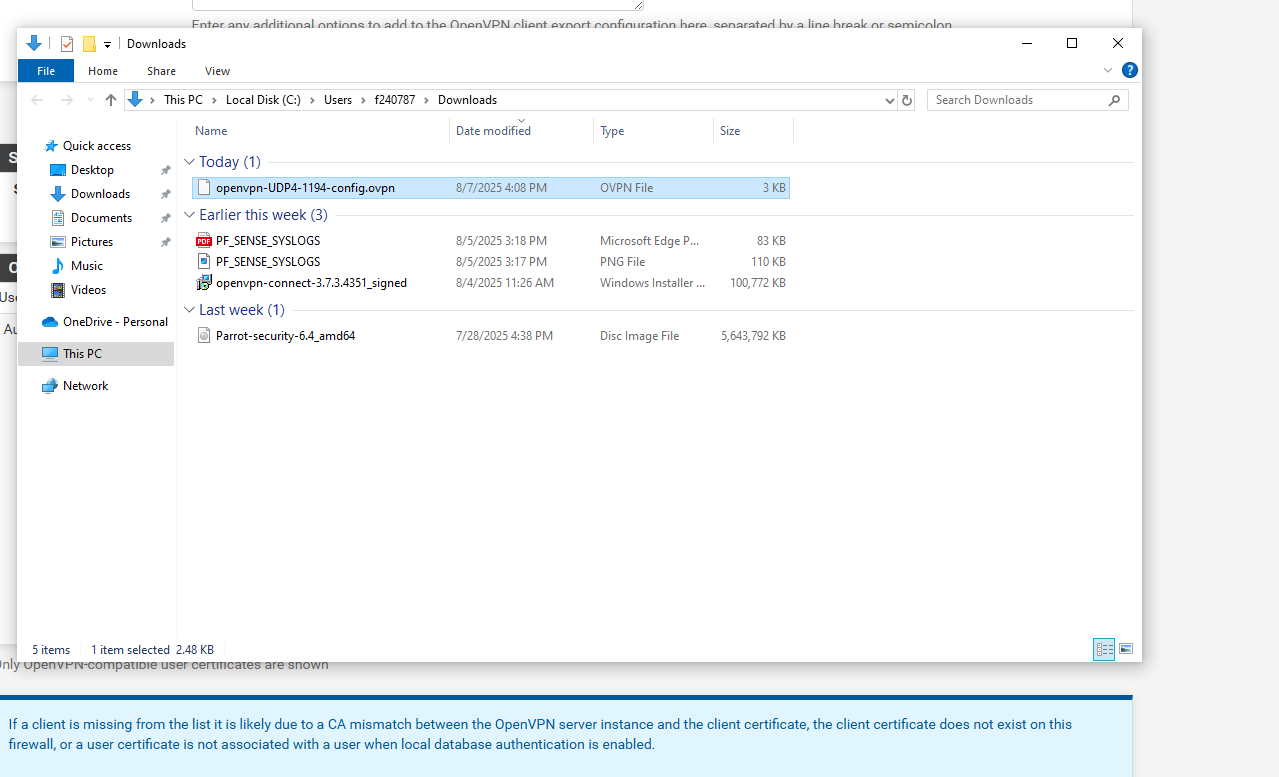 Enter any additional options to add to the OpenVPN client export configuration here, separated by a line break or semicolon
Downloads
File Home Share View
This PC Local Disk (C:) Users f240787 Downloads
Search Downloads
Name Date modified Type Size
Quick access
Desktop
Downloads
Documents
Pictures
Music
Videos
OneDrive - Personal
This PC
Network
Today (1)
openvpn-UDP4-1194-config.ovpn 8/7/2025 4:08 PM OVPN File 3 KB
Earlier this week (3)
PF_SENSE_SYSLOGS 8/5/2025 3:18 PM Microsoft Edge P... 83 KB
PF_SENSE_SYSLOGS 8/5/2025 3:17 PM PNG File 110 KB
openvpn-connect-3.7.3.4351_signed 8/4/2025 11:26 AM Windows Installer ... 100,772 KB
Last week (1)
Parrot-security-6.4_amd64 7/28/2025 4:38 PM Disc Image File 5,643,792 KB
5 items 1 item selected 2.48 KB
Only OpenVPN-compatible user certificates are shown
If a client is missing from the list it is likely due to a CA mismatch between the OpenVPN server instance and the client certificate, the client certificate does not exist on this
firewall, or a user certificate is not associated with a user when local database authentication is enabled.